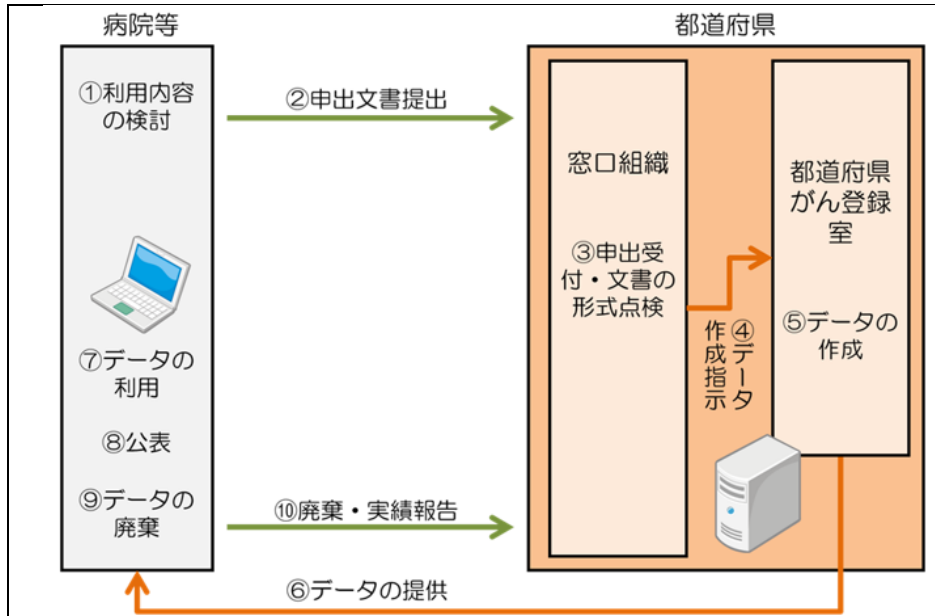 病院等
都道府県
①利用内容
の検討
②申出文書提出
窓口組織
③申出受
付・文書の
形式点検
④データ
作成指示
都道府県
がん登録
室
⑤データの
作成
⑦データの
利用
⑧公表
⑨データの
廃棄
⑩廃棄・実績報告
⑥データの提供